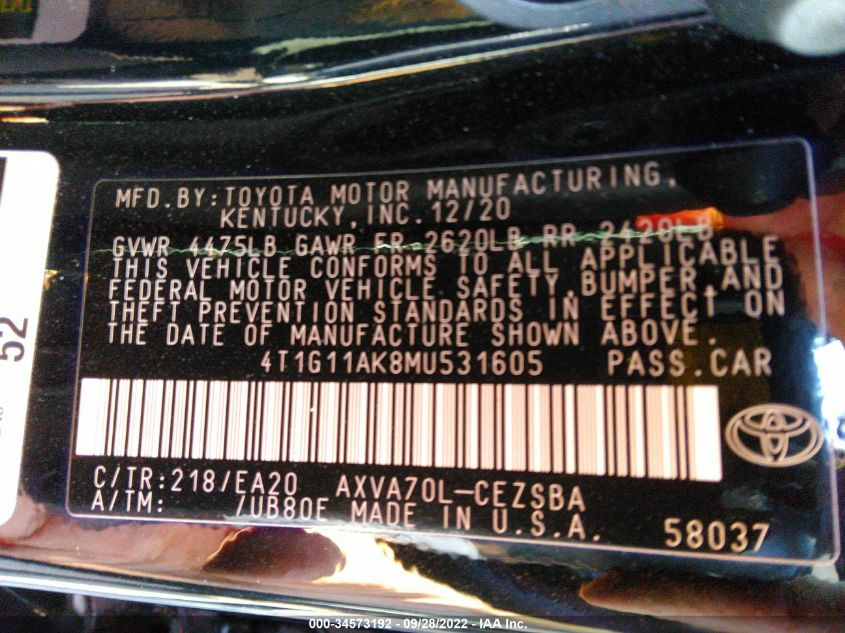 MFD.BY:TOYOTA MOTOR MANUFACTURING,
KENTUCKY,INC.12/20
GVWR 4475LB GAWR FR 2620LB RR 2420LB
THIS VEHICLE CONFORMS TO ALL APPLICABLE
FEDERAL MOTOR VEHICLE SAFETY,BUMPER,AND
THEFT PREVENTION STANDARDS IN EFFECT ON
THE DATE OF MANUFACTURE SHOWN ABOVE.
4T1G11AK8MU531605 PASS.CAR
C/TR:218/EA20 AXVA70L-CEZSBA
A/TM: /UB80E MADE IN U.S.A.
58037
52
000-34573192 - 09/28/2022 - IAA Inc.